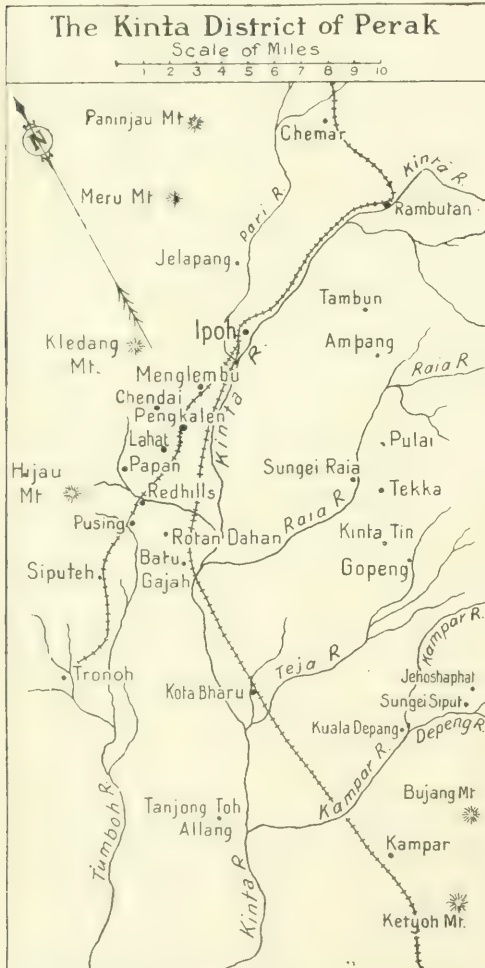 The Kinta District of Perak
Scale of Miles
1 2 3 4 5 6 7 8 9 10
N
Paninjau Mt
Chemar
Kinta R.
Meru Mt
Pari R.
Rambutan
Jelapang
Tambun
Ipoh
Kledang
Mt.
Ampang
Menglembu
Kinta R
Raia R
Chendai
Pengkalen
Lahat
Pulai
Papan
Sungei Raia
Hijau
Mt
Redhills
Raia R
Tekka
Pusing
Rotan Dahan
Kinta Tin
Siputeh
Batu
Gajah
Gopeng
Kampar R.
Teja R
Tronoh
Kota Bharu
Jehoshaphat
Sungei Siput
Kuala Depang
Depeng R.
Kampar R.
Bujang Mt
Tumboh R.
Tanjong Toh
Allang
Kampar
Kinta R
Ketyoh Mt.